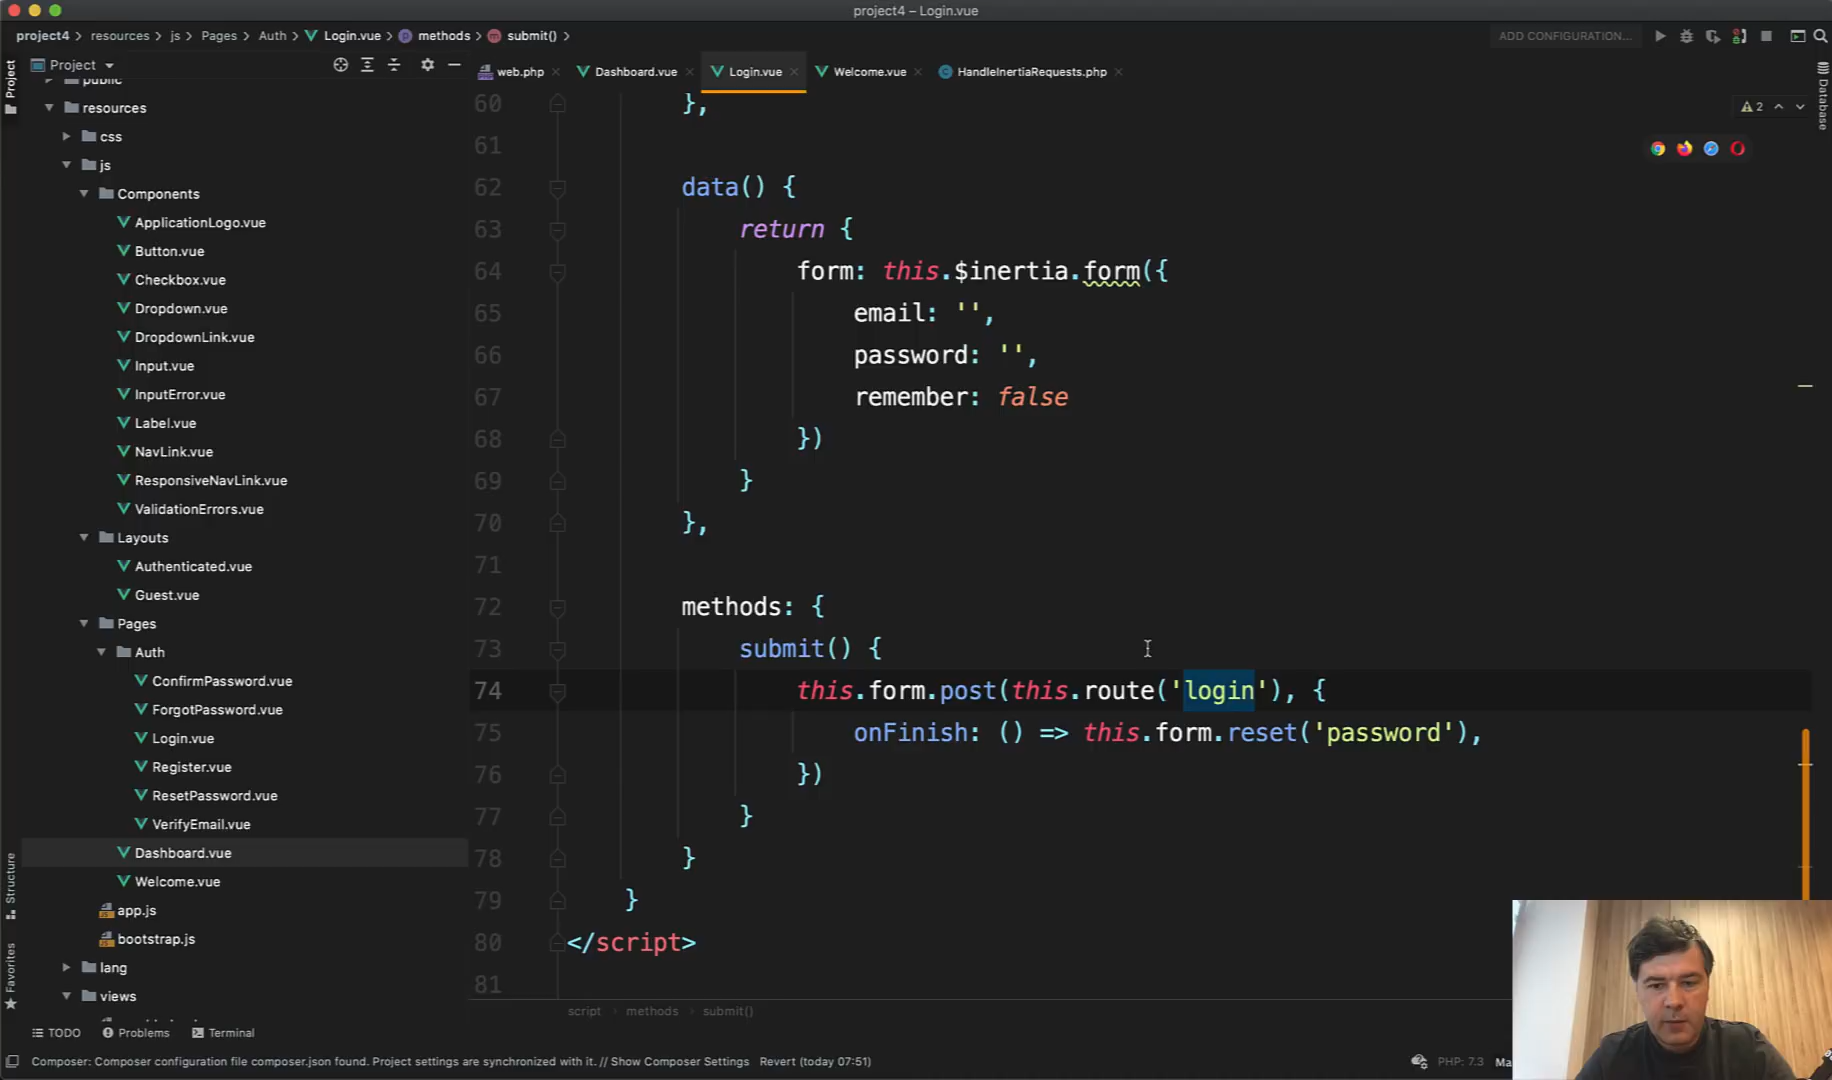 project4 – Login.vue
project4 resources js Pages Auth Login.vue methods submit()
ADD CONFIGURATION...
Project
web.php Dashboard.vue Login.vue Welcome.vue HandleInertiaRequests.php
Project
Structure
Favorites
Database
2
public
resources
css
js
Components
ApplicationLogo.vue
Button.vue
Checkbox.vue
Dropdown.vue
DropdownLink.vue
Input.vue
InputError.vue
Label.vue
NavLink.vue
ResponsiveNavLink.vue
ValidationErrors.vue
Layouts
Authenticated.vue
Guest.vue
Pages
Auth
ConfirmPassword.vue
ForgotPassword.vue
Login.vue
Register.vue
ResetPassword.vue
VerifyEmail.vue
Dashboard.vue
Welcome.vue
app.js
bootstrap.js
lang
views
60 },
61
62 data() {
63 return {
64 form: this.$inertia.form({
65 email: '',
66 password: '',
67 remember: false
68 })
69 }
70 },
71
72 methods: {
73 submit() {
74 this.form.post(this.route('login'), {
75 onFinish: () => this.form.reset('password'),
76 })
77 }
78 }
79 }
80 </script>
81
script methods submit()
TODO Problems Terminal
Composer: Composer configuration file composer.json found. Project settings are synchronized with it. // Show Composer Settings Revert (today 07:51)
PHP: 7.3